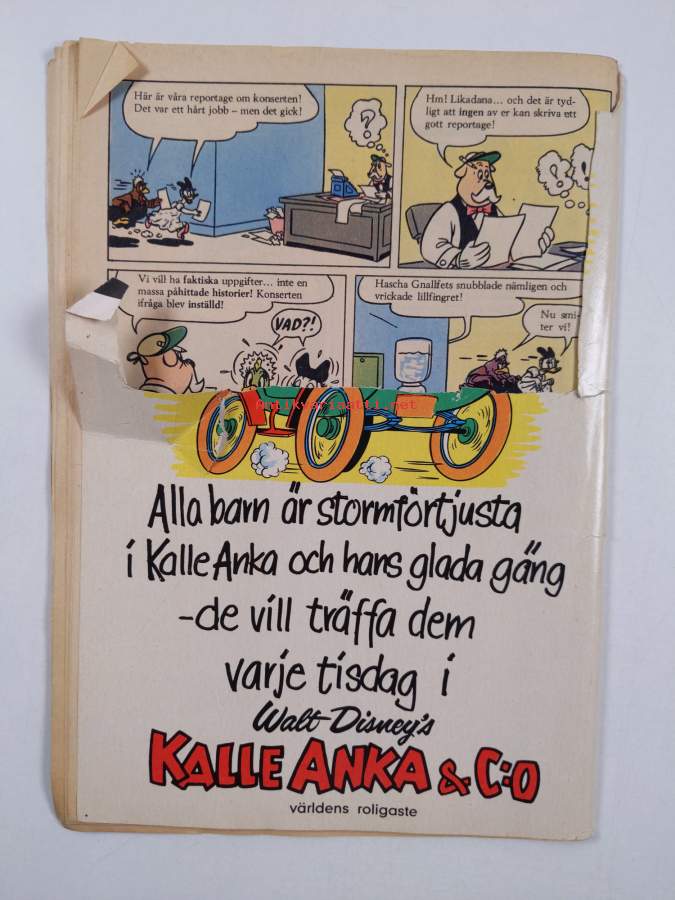 Här är våra reportage om konserten!
Det var ett hårt jobb – men det gick!
?
Hm! Likadana... och det är tyd-
ligt att ingen av er kan skriva ett
gott reportage!
?
!
?
Vi vill ha faktiska uppgifter... inte en
massa påhittade historier! Konserten
ifråga blev inställd!
VAD?!
Hascha Gnallfets snubblade nämligen och
vrickade lillfingret!
Nu smi-
ter vi!
Antikvariaatti.net
Alla barn är stormförtjusta
i Kalle Anka och hans glada gäng
-de vill träffa dem
varje tisdag i
Walt Disney's
KALLE ANKA & C:O
världens roligaste